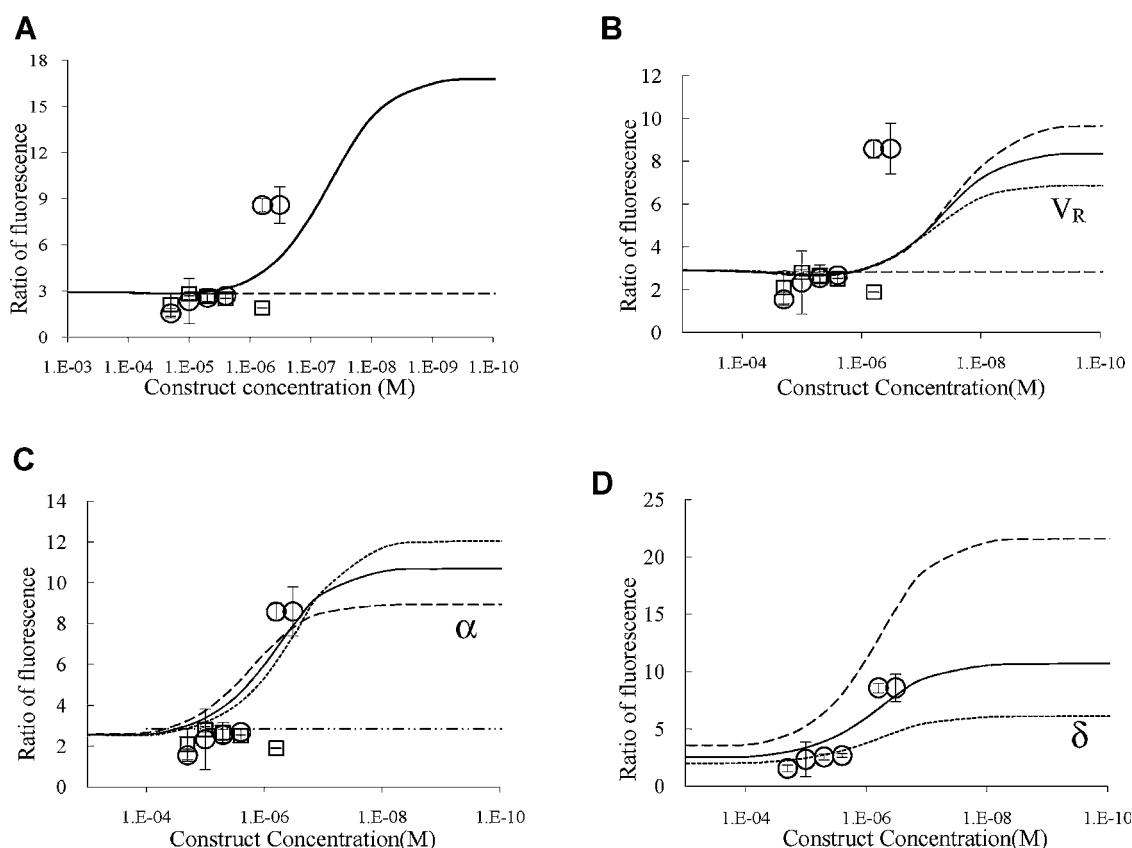 A
18
15
12
9
6
3
0
Ratio of fluorescence
1.E-03 1.E-04 1.E-05 1.E-06 1.E-07 1.E-08 1.E-09 1.E-10
Construct concentration (M)
B
12
10
8
6
4
2
0
Ratio of fluorescence
VR
1.E-04 1.E-06 1.E-08 1.E-10
Construct Concentration(M)
C
14
12
10
8
6
4
2
0
Ratio of fluorescence
α
1.E-04 1.E-06 1.E-08 1.E-10
Construct Concentration(M)
D
25
20
15
10
5
0
Ratio of fluorescence
δ
1.E-04 1.E-06 1.E-08 1.E-10
Construct Concentration(M)